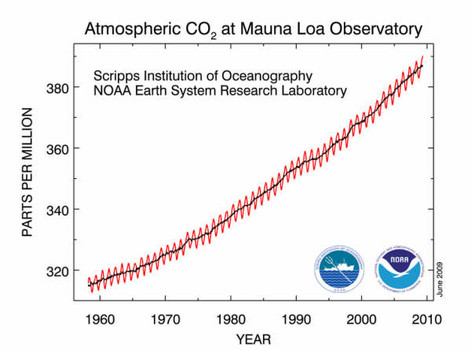 Atmospheric CO₂ at Mauna Loa Observatory
Scripps Institution of Oceanography
NOAA Earth System Research Laboratory
PARTS PER MILLION
380
360
340
320
1960
1970
1980
1990
2000
2010
YEAR
NOAA
June 2009